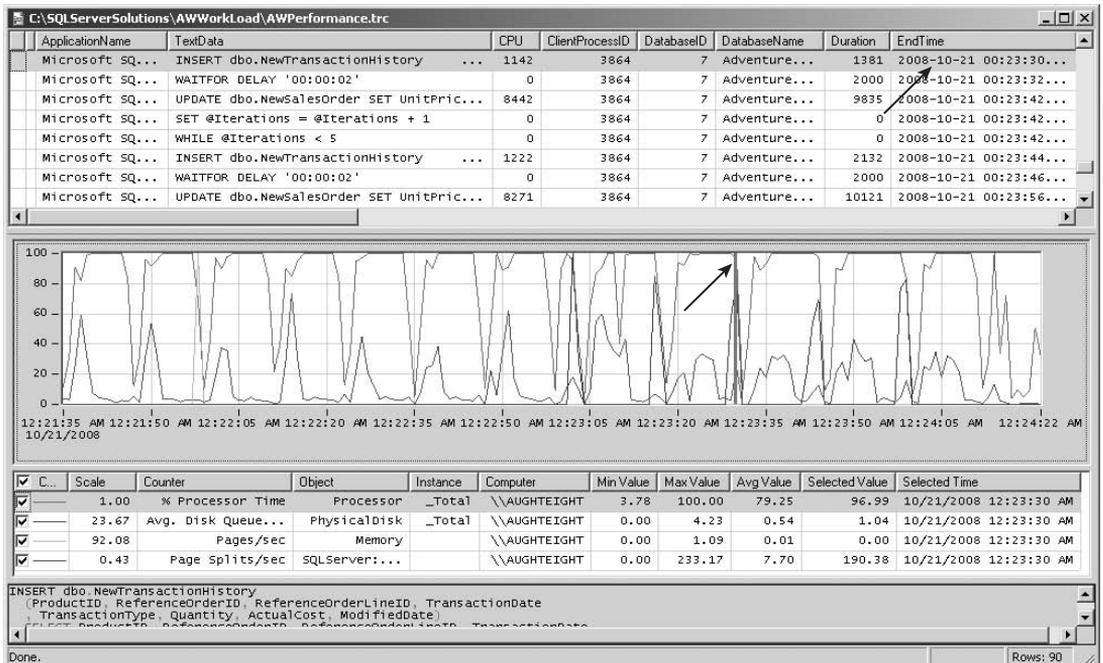 C:\SQLServerSolutions\AWWorkLoad\AWPerformance.trc
ApplicationName TextData CPU ClientProcessID DatabaseID DatabaseName Duration EndTime
Microsoft SQ... INSERT dbo.NewTransactionHistory ... 1142 3864 7 Adventure... 1381 2008-10-21 00:23:30...
Microsoft SQ... WAITFOR DELAY '00:00:02' 0 3864 7 Adventure... 2000 2008-10-21 00:23:32...
Microsoft SQ... UPDATE dbo.NewSalesOrder SET UnitPric... 8442 3864 7 Adventure... 9835 2008-10-21 00:23:42...
Microsoft SQ... SET @Iterations = @Iterations + 1 0 3864 7 Adventure... 0 2008-10-21 00:23:42...
Microsoft SQ... WHILE @Iterations < 5 0 3864 7 Adventure... 0 2008-10-21 00:23:42...
Microsoft SQ... INSERT dbo.NewTransactionHistory ... 1222 3864 7 Adventure... 2132 2008-10-21 00:23:44...
Microsoft SQ... WAITFOR DELAY '00:00:02' 0 3864 7 Adventure... 2000 2008-10-21 00:23:46...
Microsoft SQ... UPDATE dbo.NewSalesOrder SET UnitPric... 8271 3864 7 Adventure... 10121 2008-10-21 00:23:56...
100
80
60
40
20
0
12:21:35 AM 12:21:50 AM 12:22:05 AM 12:22:20 AM 12:22:35 AM 12:22:50 AM 12:23:05 AM 12:23:20 AM 12:23:35 AM 12:23:50 AM 12:24:05 AM 12:24:22 AM
10/21/2008
C... Scale Counter Object Instance Computer Min Value Max Value Avg Value Selected Value Selected Time
1.00 % Processor Time Processor _Total \\AUGHTEIGHT 3.78 100.00 79.25 96.99 10/21/2008 12:23:30 AM
23.67 Avg. Disk Queue... PhysicalDisk _Total \\AUGHTEIGHT 0.00 4.23 0.54 1.04 10/21/2008 12:23:30 AM
92.08 Pages/sec Memory \\AUGHTEIGHT 0.00 1.09 0.01 0.00 10/21/2008 12:23:30 AM
0.43 Page Splits/sec SQLServer:... \\AUGHTEIGHT 0.00 233.17 7.70 190.38 10/21/2008 12:23:30 AM
INSERT dbo.NewTransactionHistory
(ProductID, ReferenceOrderID, ReferenceOrderLineID, TransactionDate
, TransactionType, Quantity, ActualCost, ModifiedDate)
SELECT ProductID, ReferenceOrderID, ReferenceOrderLineID, TransactionDate
Done. Rows: 90